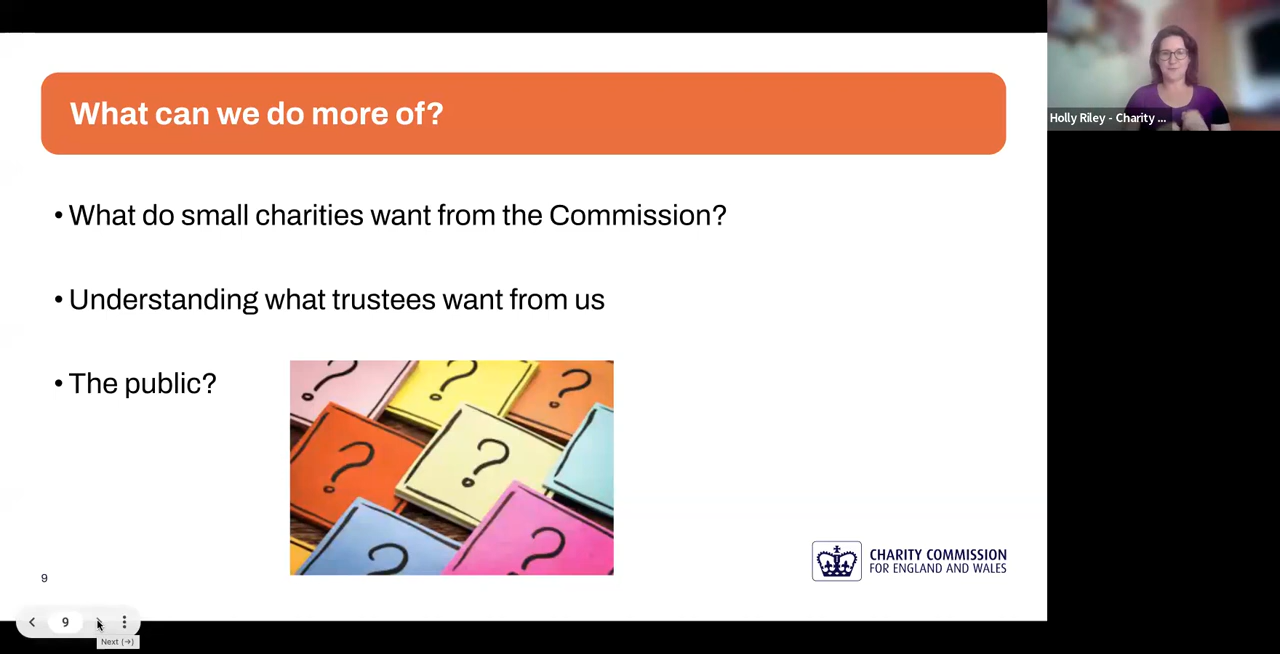 What can we do more of?
• What do small charities want from the Commission?
• Understanding what trustees want from us
• The public?
? ? ?
? ?
? ?
CHARITY COMMISSION
FOR ENGLAND AND WALES
9
9
Next (→)
Holly Riley - Charity ...